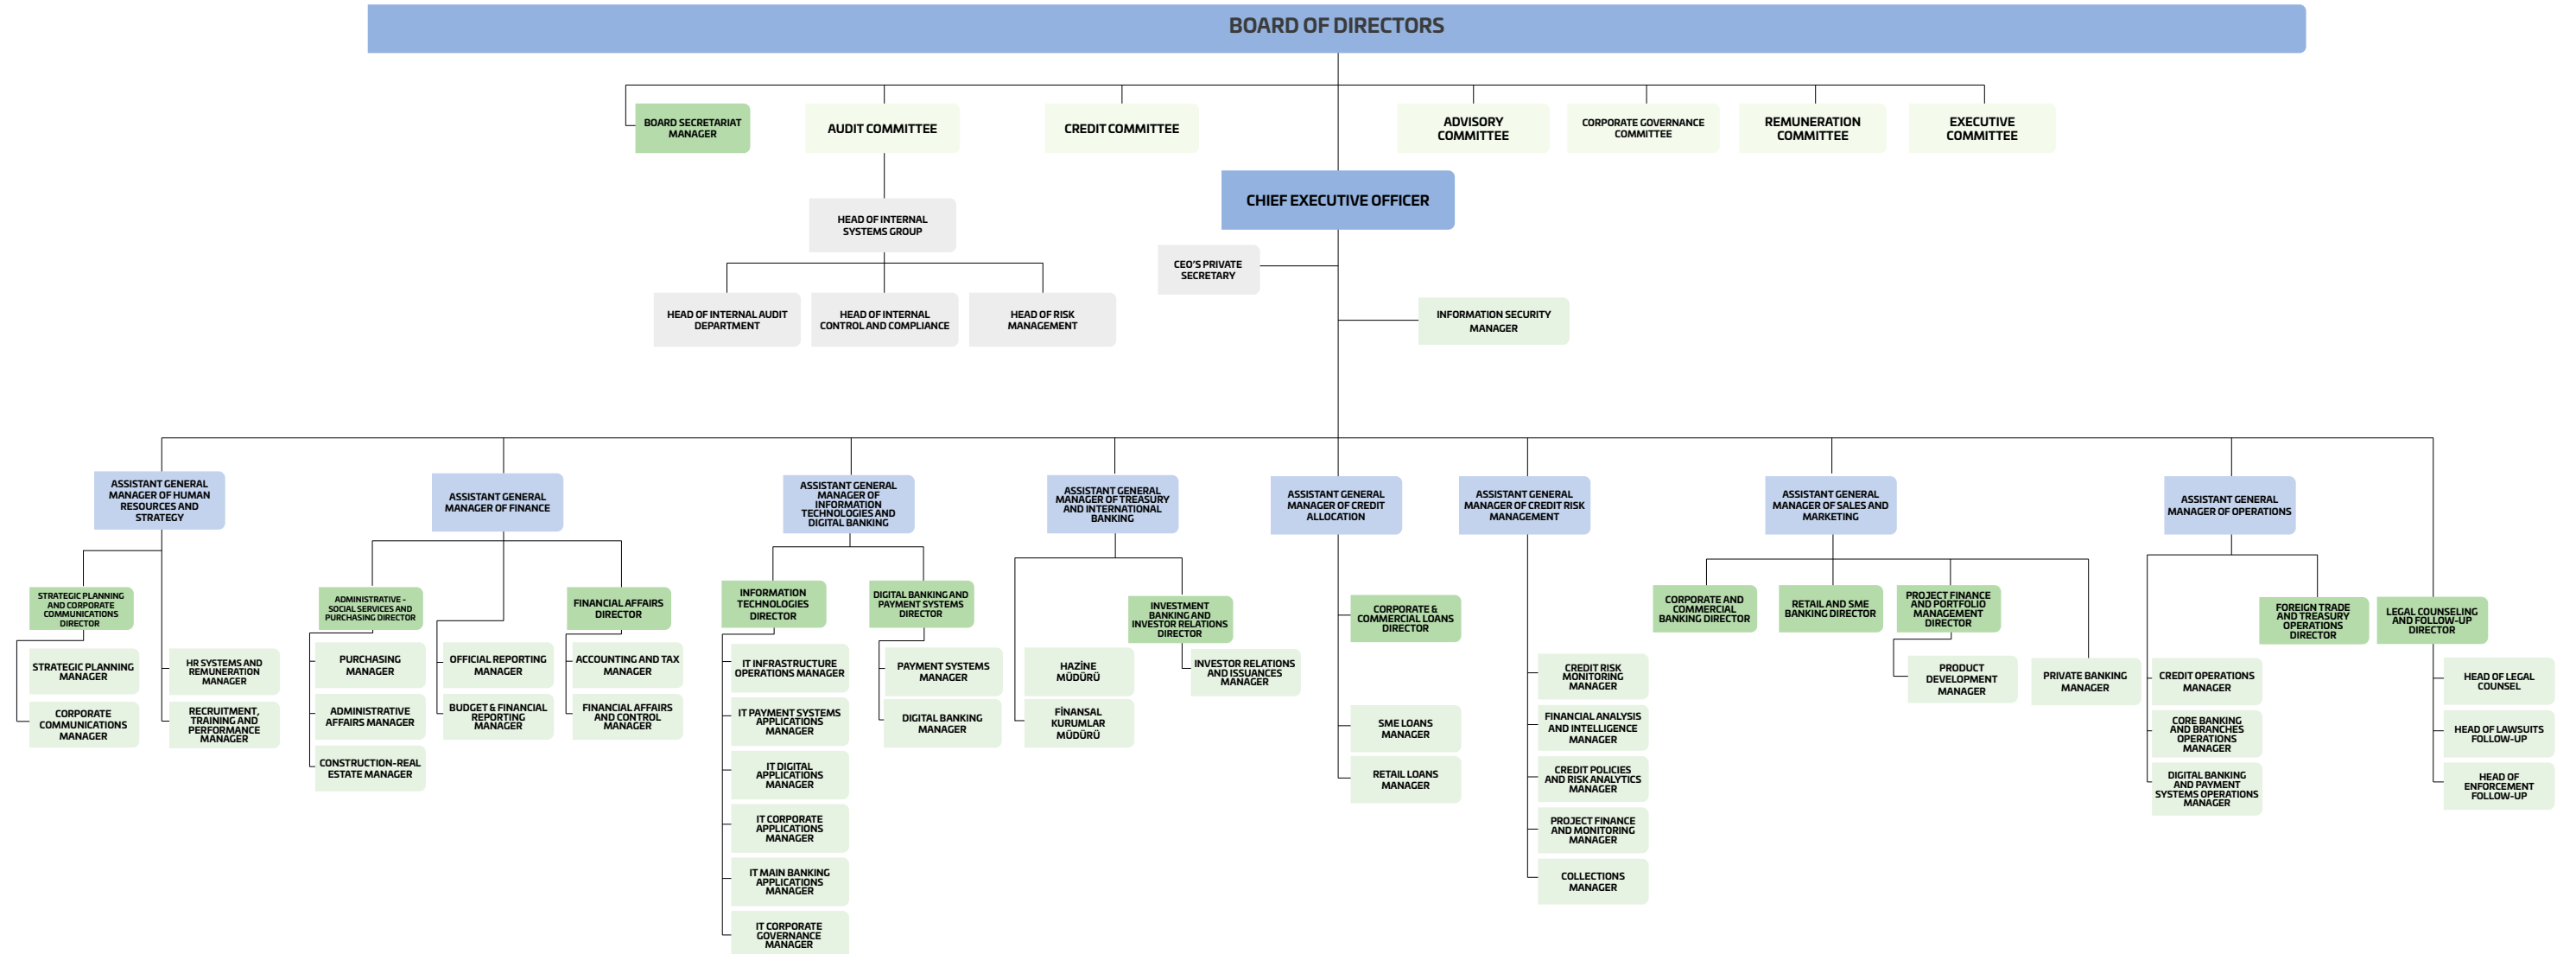 BOARD OF DIRECTORS
BOARD SECRETARIAT
MANAGER
AUDIT COMMITTEE
CREDIT COMMITTEE
ADVISORY
COMMITTEE
CORPORATE GOVERNANCE
COMMITTEE
REMUNERATION
COMMITTEE
EXECUTIVE
COMMITTEE
CHIEF EXECUTIVE OFFICER
HEAD OF INTERNAL
SYSTEMS GROUP
CEO'S PRIVATE
SECRETARY
HEAD OF INTERNAL AUDIT
DEPARTMENT
HEAD OF INTERNAL
CONTROL AND COMPLIANCE
HEAD OF RISK
MANAGEMENT
INFORMATION SECURITY
MANAGER
ASSISTANT GENERAL
MANAGER OF HUMAN
RESOURCES AND
STRATEGY
ASSISTANT GENERAL
MANAGER OF FINANCE
ASSISTANT GENERAL
MANAGER OF
INFORMATION
TECHNOLOGIES AND
DIGITAL BANKING
ASSISTANT GENERAL
MANAGER OF TREASURY
AND INTERNATIONAL
BANKING
ASSISTANT GENERAL
MANAGER OF CREDIT
ALLOCATION
ASSISTANT GENERAL
MANAGER OF CREDIT RISK
MANAGEMENT
ASSISTANT GENERAL
MANAGER OF SALES AND
MARKETING
ASSISTANT GENERAL
MANAGER OF OPERATIONS
STRATEGIC PLANNING
AND CORPORATE
COMMUNICATIONS
DIRECTOR
STRATEGIC PLANNING
MANAGER
CORPORATE
COMMUNICATIONS
MANAGER
HR SYSTEMS AND
REMUNERATION
MANAGER
RECRUITMENT,
TRAINING AND
PERFORMANCE
MANAGER
ADMINISTRATIVE -
SOCIAL SERVICES AND
PURCHASING DIRECTOR
PURCHASING
MANAGER
ADMINISTRATIVE
AFFAIRS MANAGER
CONSTRUCTION-REAL
ESTATE MANAGER
OFFICIAL REPORTING
MANAGER
BUDGET & FINANCIAL
REPORTING
MANAGER
FINANCIAL AFFAIRS
DIRECTOR
ACCOUNTING AND TAX
MANAGER
FINANCIAL AFFAIRS
AND CONTROL
MANAGER
INFORMATION
TECHNOLOGIES
DIRECTOR
IT INFRASTRUCTURE
OPERATIONS MANAGER
IT PAYMENT SYSTEMS
APPLICATIONS
MANAGER
IT DIGITAL
APPLICATIONS
MANAGER
IT CORPORATE
APPLICATIONS
MANAGER
IT MAIN BANKING
APPLICATIONS
MANAGER
IT CORPORATE
GOVERNANCE
MANAGER
DIGITAL BANKING AND
PAYMENT SYSTEMS
DIRECTOR
PAYMENT SYSTEMS
MANAGER
DIGITAL BANKING
MANAGER
HAZİNE
MÜDÜRÜ
FİNANSAL
KURUMLAR
MÜDÜRÜ
INVESTMENT
BANKING AND
INVESTOR RELATIONS
DIRECTOR
INVESTOR RELATIONS
AND ISSUANCES
MANAGER
CORPORATE &
COMMERCIAL LOANS
DIRECTOR
SME LOANS
MANAGER
RETAIL LOANS
MANAGER
CREDIT RISK
MONITORING
MANAGER
FINANCIAL ANALYSIS
AND INTELLIGENCE
MANAGER
CREDIT POLICIES
AND RISK ANALYTICS
MANAGER
PROJECT FINANCE
AND MONITORING
MANAGER
COLLECTIONS
MANAGER
CORPORATE AND
COMMERCIAL
BANKING DIRECTOR
RETAIL AND SME
BANKING DIRECTOR
PROJECT FINANCE
AND PORTFOLIO
MANAGEMENT
DIRECTOR
PRODUCT
DEVELOPMENT
MANAGER
PRIVATE BANKING
MANAGER
CREDIT OPERATIONS
MANAGER
CORE BANKING
AND BRANCHES
OPERATIONS
MANAGER
DIGITAL BANKING
AND PAYMENT
SYSTEMS OPERATIONS
MANAGER
FOREIGN TRADE
AND TREASURY
OPERATIONS
DIRECTOR
LEGAL COUNSELING
AND FOLLOW-UP
DIRECTOR
HEAD OF LEGAL
COUNSEL
HEAD OF LAWSUITS
FOLLOW-UP
HEAD OF
ENFORCEMENT
FOLLOW-UP